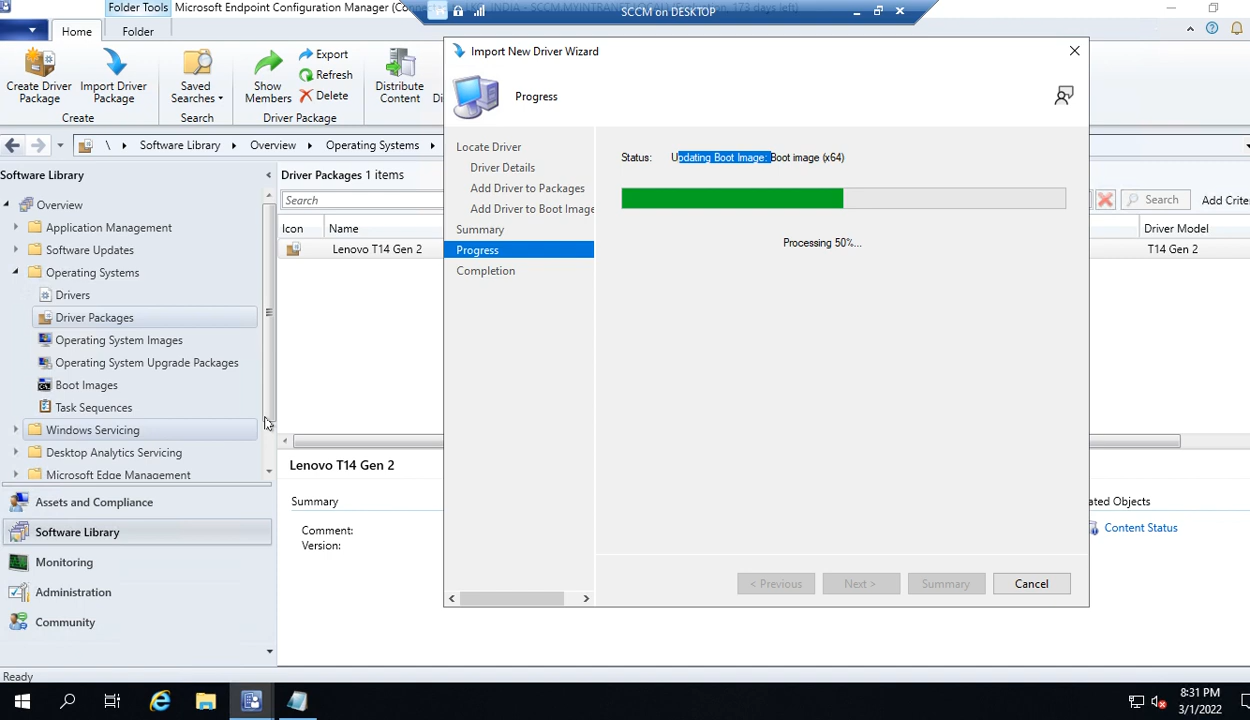 Folder Tools
Microsoft Endpoint Configuration Manager (Connec
173 days left)
SCCM on DESKTOP
Home
Folder
Create Driver Package
Import Driver Package
Create
Saved Searches
Search
Show Members
Export
Refresh
Delete
Driver Package
Distribute Content
\ Software Library Overview Operating Systems
Software Library
Overview
Application Management
Software Updates
Operating Systems
Drivers
Driver Packages
Operating System Images
Operating System Upgrade Packages
Boot Images
Task Sequences
Windows Servicing
Desktop Analytics Servicing
Microsoft Edge Management
Assets and Compliance
Software Library
Monitoring
Administration
Community
Ready
Driver Packages 1 items
Search
Search
Add Crite
Icon Name
Driver Model
Lenovo T14 Gen 2
T14 Gen 2
Lenovo T14 Gen 2
Summary
Comment:
Version:
ated Objects
Content Status
Import New Driver Wizard
Progress
Locate Driver
Driver Details
Add Driver to Packages
Add Driver to Boot Image
Summary
Progress
Completion
Status: Updating Boot Image: Boot image (x64)
Processing 50%...
< Previous
Next >
Summary
Cancel
8:31 PM
3/1/2022